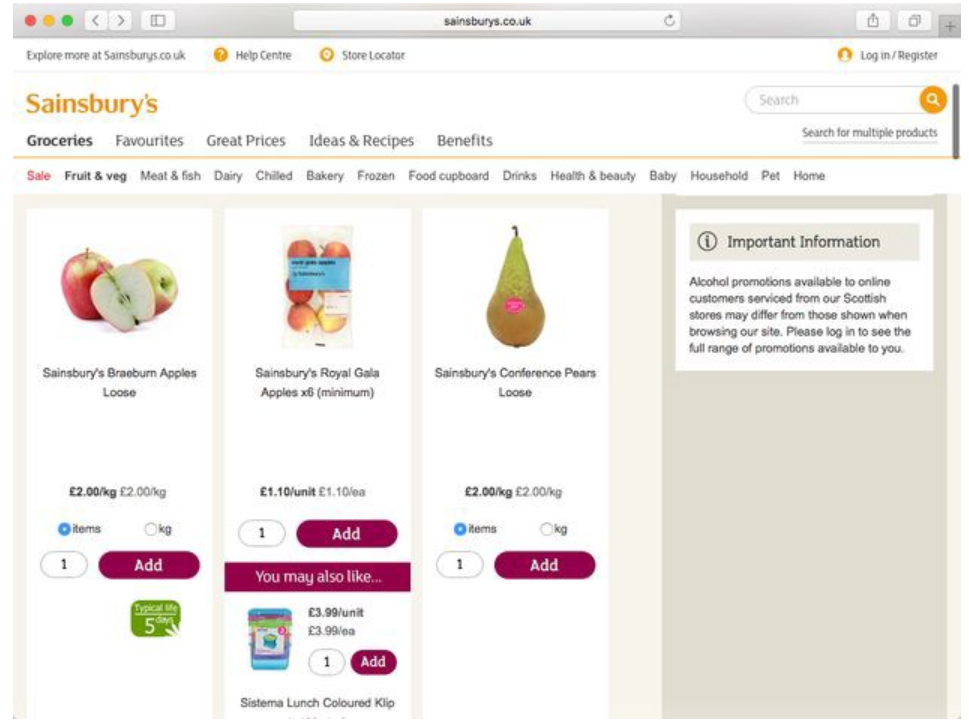 sainsburys.co.uk
Explore more at Sainsburys.co.uk
Help Centre
Store Locator
Log in / Register
Sainsbury's
Search
Groceries Favourites Great Prices Ideas & Recipes Benefits
Search for multiple products
Sale Fruit & veg Meat & fish Dairy Chilled Bakery Frozen Food cupboard Drinks Health & beauty Baby Household Pet Home
Sainsbury's Braeburn Apples
Loose
£2.00/kg £2.00/kg
items kg
1 Add
Typical life
5 days
royal gala apples
by Sainsbury's
Sainsbury's Royal Gala
Apples x6 (minimum)
£1.10/unit £1.10/ea
1 Add
You may also like...
£3.99/unit
£3.99/ea
1 Add
Sistema Lunch Coloured Klip
Sainsbury's Conference Pears
Loose
£2.00/kg £2.00/kg
items kg
1 Add
Important Information
Alcohol promotions available to online
customers serviced from our Scottish
stores may differ from those shown when
browsing our site. Please log in to see the
full range of promotions available to you.